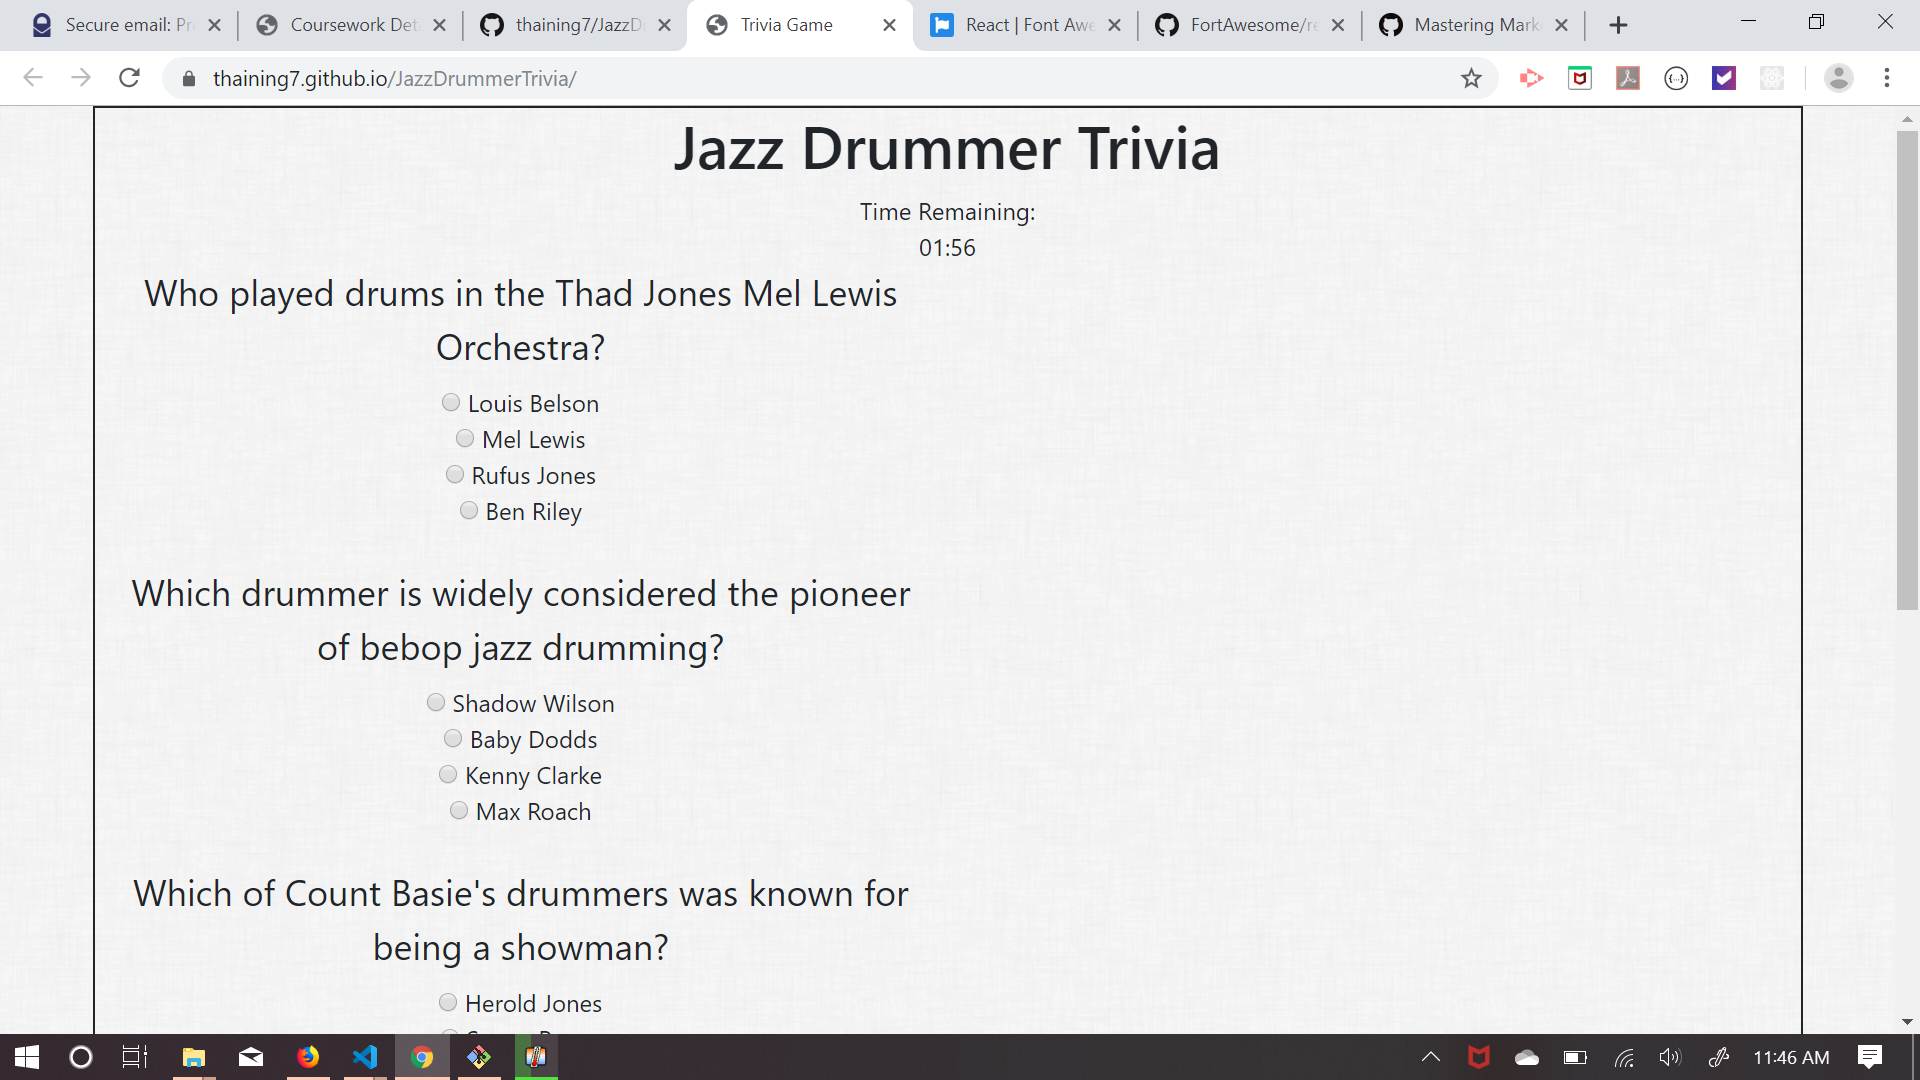 Secure email: Pr
Coursework Det
thaining7/JazzD
Trivia Game
React | Font Awe
FortAwesome/re
Mastering Mark
thaining7.github.io/JazzDrummerTrivia/
Jazz Drummer Trivia
Time Remaining:
01:56
Who played drums in the Thad Jones Mel Lewis
Orchestra?
Louis Belson
Mel Lewis
Rufus Jones
Ben Riley
Which drummer is widely considered the pioneer
of bebop jazz drumming?
Shadow Wilson
Baby Dodds
Kenny Clarke
Max Roach
Which of Count Basie's drummers was known for
being a showman?
Herold Jones
11:46 AM